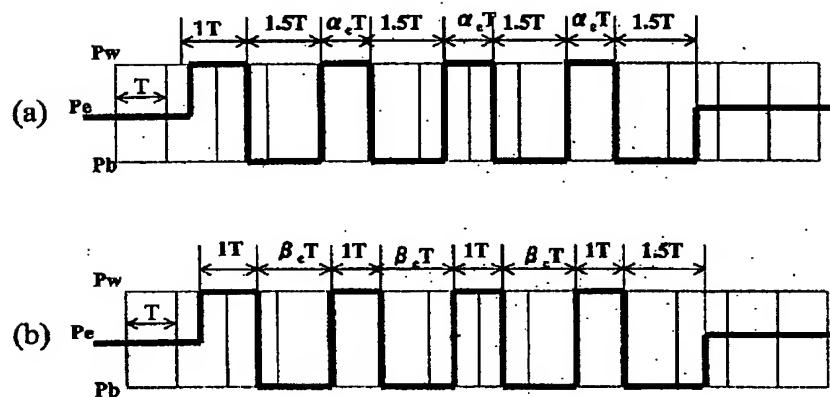 1T 1.5T αcT 1.5T αcT 1.5T αcT 1.5T
Pw
T
(a) Pe
Pb
1T βcT 1T βcT 1T βcT 1T 1.5T
Pw
T
(b) Pe
Pb